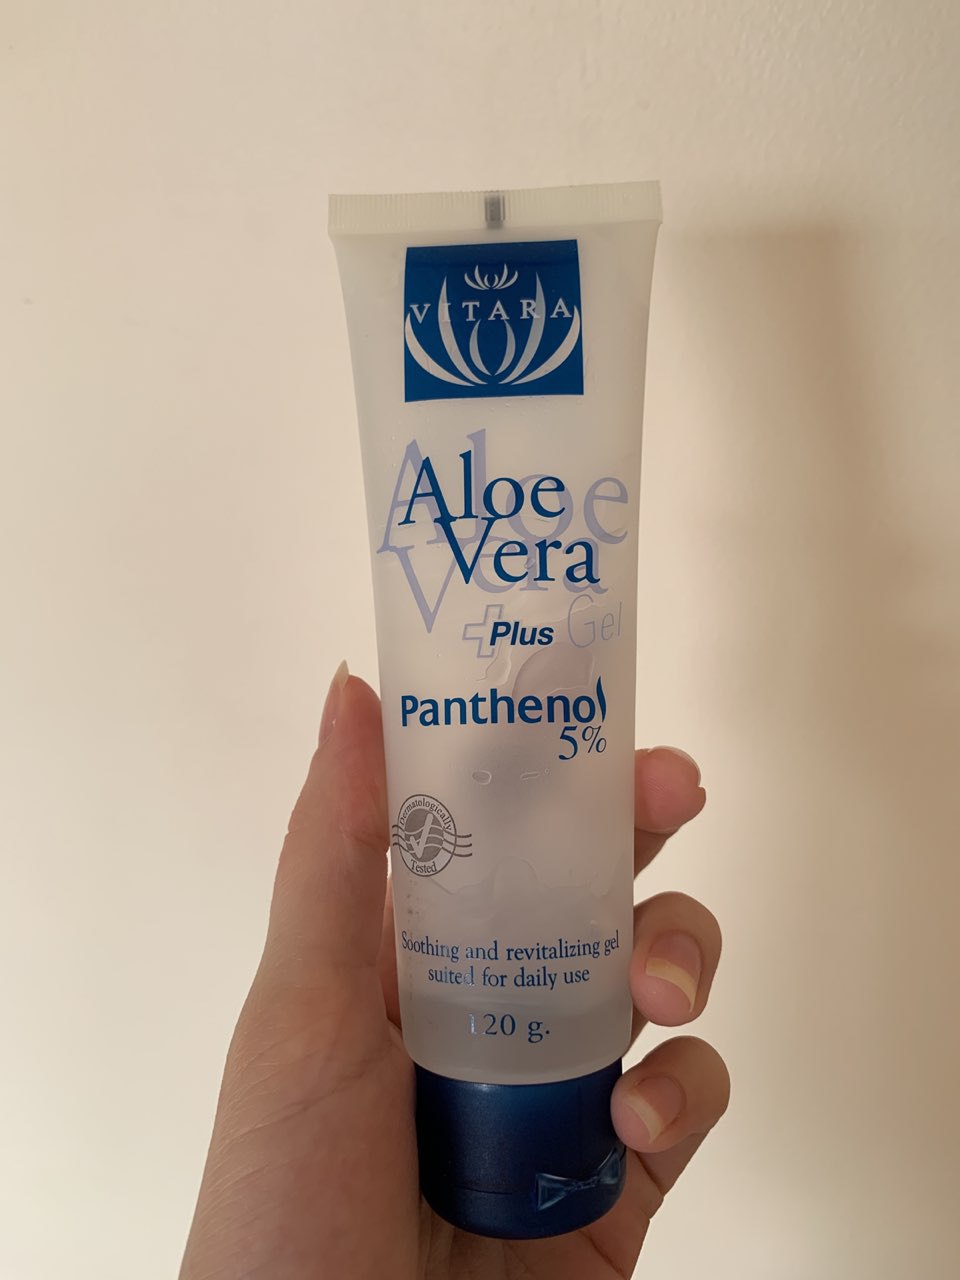 VITARA
Aloe
Vera
Gel
Plus
Panthenol
5%
Dermatologically
Tested
Soothing and revitalizing gel
suited for daily use
120 g.